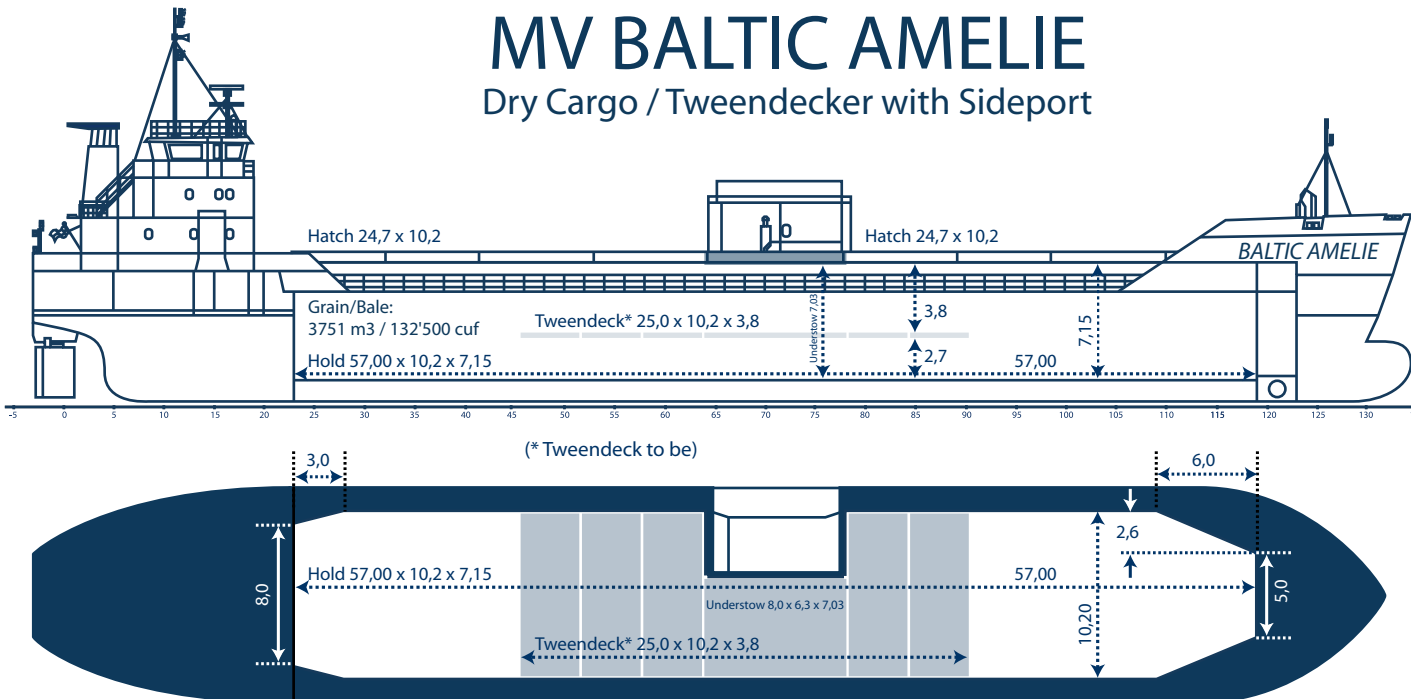 MV BALTIC AMELIE
Dry Cargo / Tweendecker with Sideport
Hatch 24,7 x 10,2
Hatch 24,7 x 10,2
BALTIC AMELIE
Grain/Bale:
3751 m3 / 132'500 cuf
Tweendeck* 25,0 x 10,2 x 3,8
Understow 7,03
3,8
7,15
Hold 57,00 x 10,2 x 7,15
2,7
57,00
-5 0 5 10 15 20 25 30 35 40 45 50 55 60 65 70 75 80 85 90 95 100 105 110 115 120 125 130
(* Tweendeck to be)
3,0
6,0
2,6
Hold 57,00 x 10,2 x 7,15
57,00
8,0
Understow 8,0 x 6,3 x 7,03
10,20
5,0
Tweendeck* 25,0 x 10,2 x 3,8